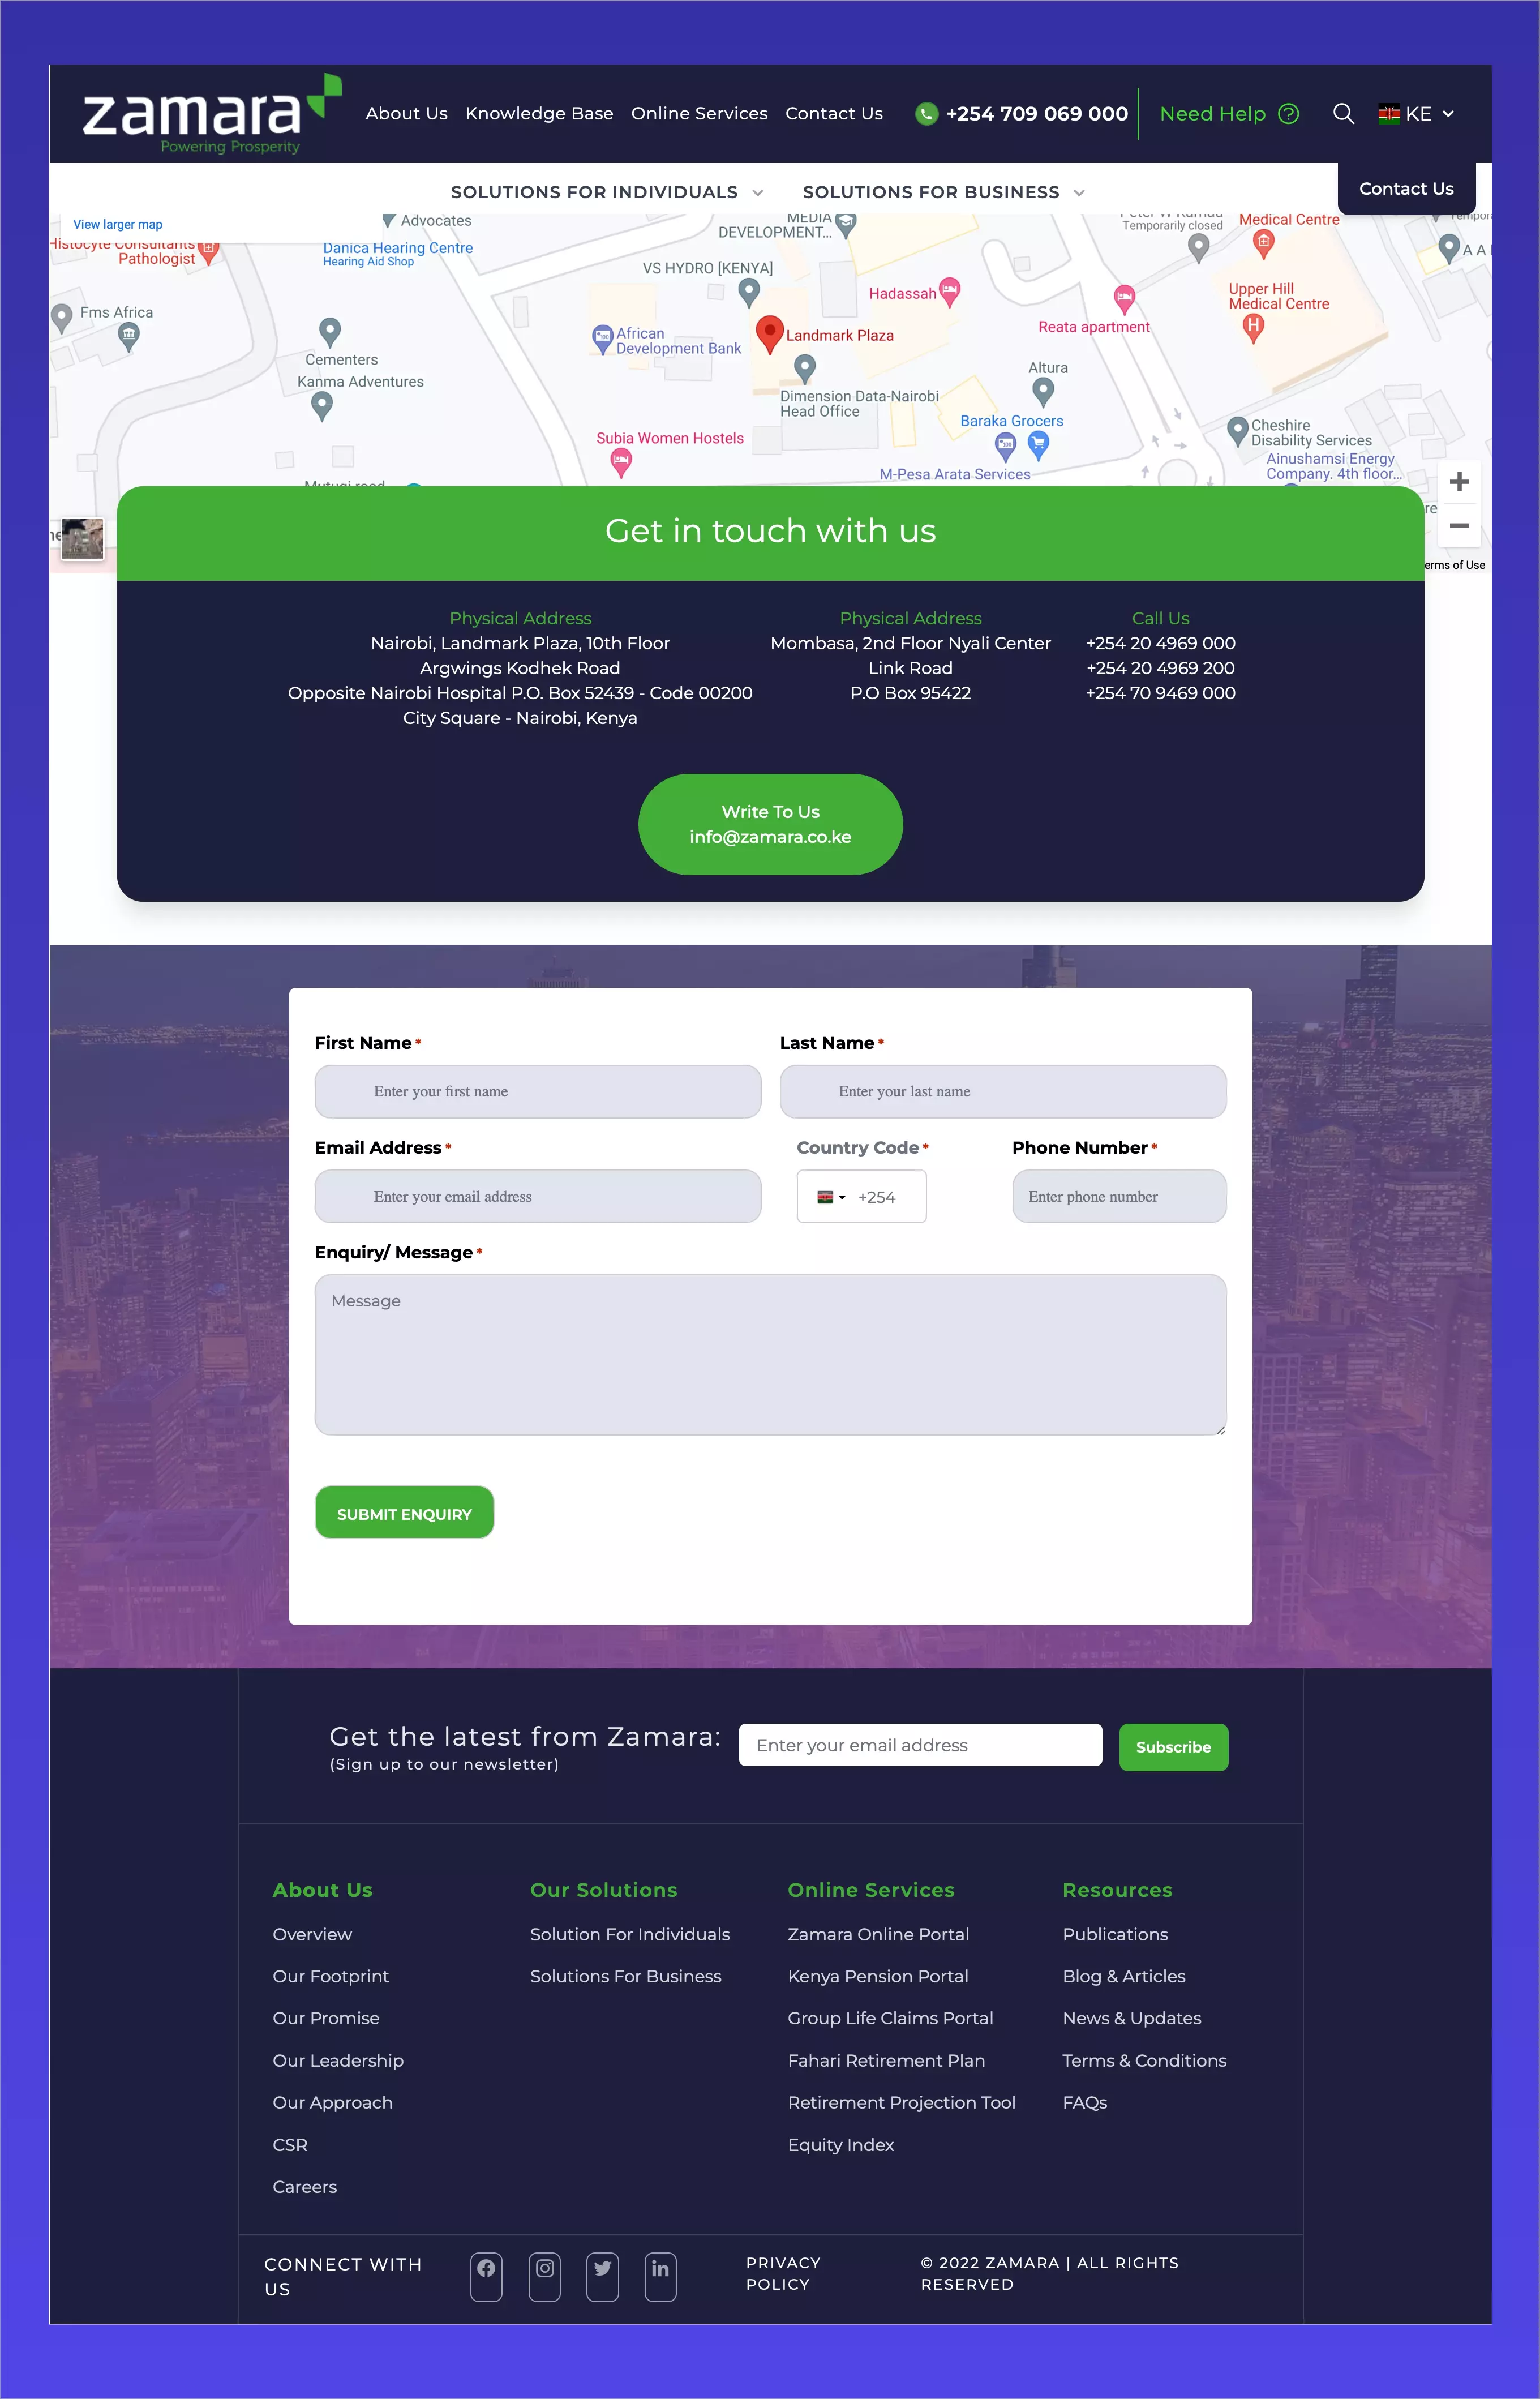 zamara
Powering Prosperity
About Us
Knowledge Base
Online Services
Contact Us
+254 709 069 000
Need Help
KE
SOLUTIONS FOR INDIVIDUALS
SOLUTIONS FOR BUSINESS
Contact Us
View larger map
Advocates
MEDIA
DEVELOPMENT...
Temporarily closed
Medical Centre
Histocyte Consultants
Pathologist
Danica Hearing Centre
Hearing Aid Shop
A A
VS HYDRO [KENYA]
Hadassah
Upper Hill
Medical Centre
Fms Africa
Reata apartment
African
Development Bank
Landmark Plaza
Cementers
Kanma Adventures
Altura
Dimension Data-Nairobi
Head Office
Baraka Grocers
Cheshire
Disability Services
Subia Women Hostels
M-Pesa Arata Services
Ainushamsi Energy
Company. 4th floor...
Mutugi road
erms of Use
Get in touch with us
Physical Address
Nairobi, Landmark Plaza, 10th Floor
Argwings Kodhek Road
Opposite Nairobi Hospital P.O. Box 52439 - Code 00200
City Square - Nairobi, Kenya
Physical Address
Mombasa, 2nd Floor Nyali Center
Link Road
P.O Box 95422
Call Us
+254 20 4969 000
+254 20 4969 200
+254 70 9469 000
Write To Us
info@zamara.co.ke
First Name *
Enter your first name
Last Name *
Enter your last name
Email Address *
Enter your email address
Country Code *
+254
Phone Number *
Enter phone number
Enquiry/ Message *
Message
SUBMIT ENQUIRY
Get the latest from Zamara:
(Sign up to our newsletter)
Enter your email address
Subscribe
About Us
Overview
Our Footprint
Our Promise
Our Leadership
Our Approach
CSR
Careers
Our Solutions
Solution For Individuals
Solutions For Business
Online Services
Zamara Online Portal
Kenya Pension Portal
Group Life Claims Portal
Fahari Retirement Plan
Retirement Projection Tool
Equity Index
Resources
Publications
Blog & Articles
News & Updates
Terms & Conditions
FAQs
CONNECT WITH
US
PRIVACY
POLICY
© 2022 ZAMARA | ALL RIGHTS
RESERVED